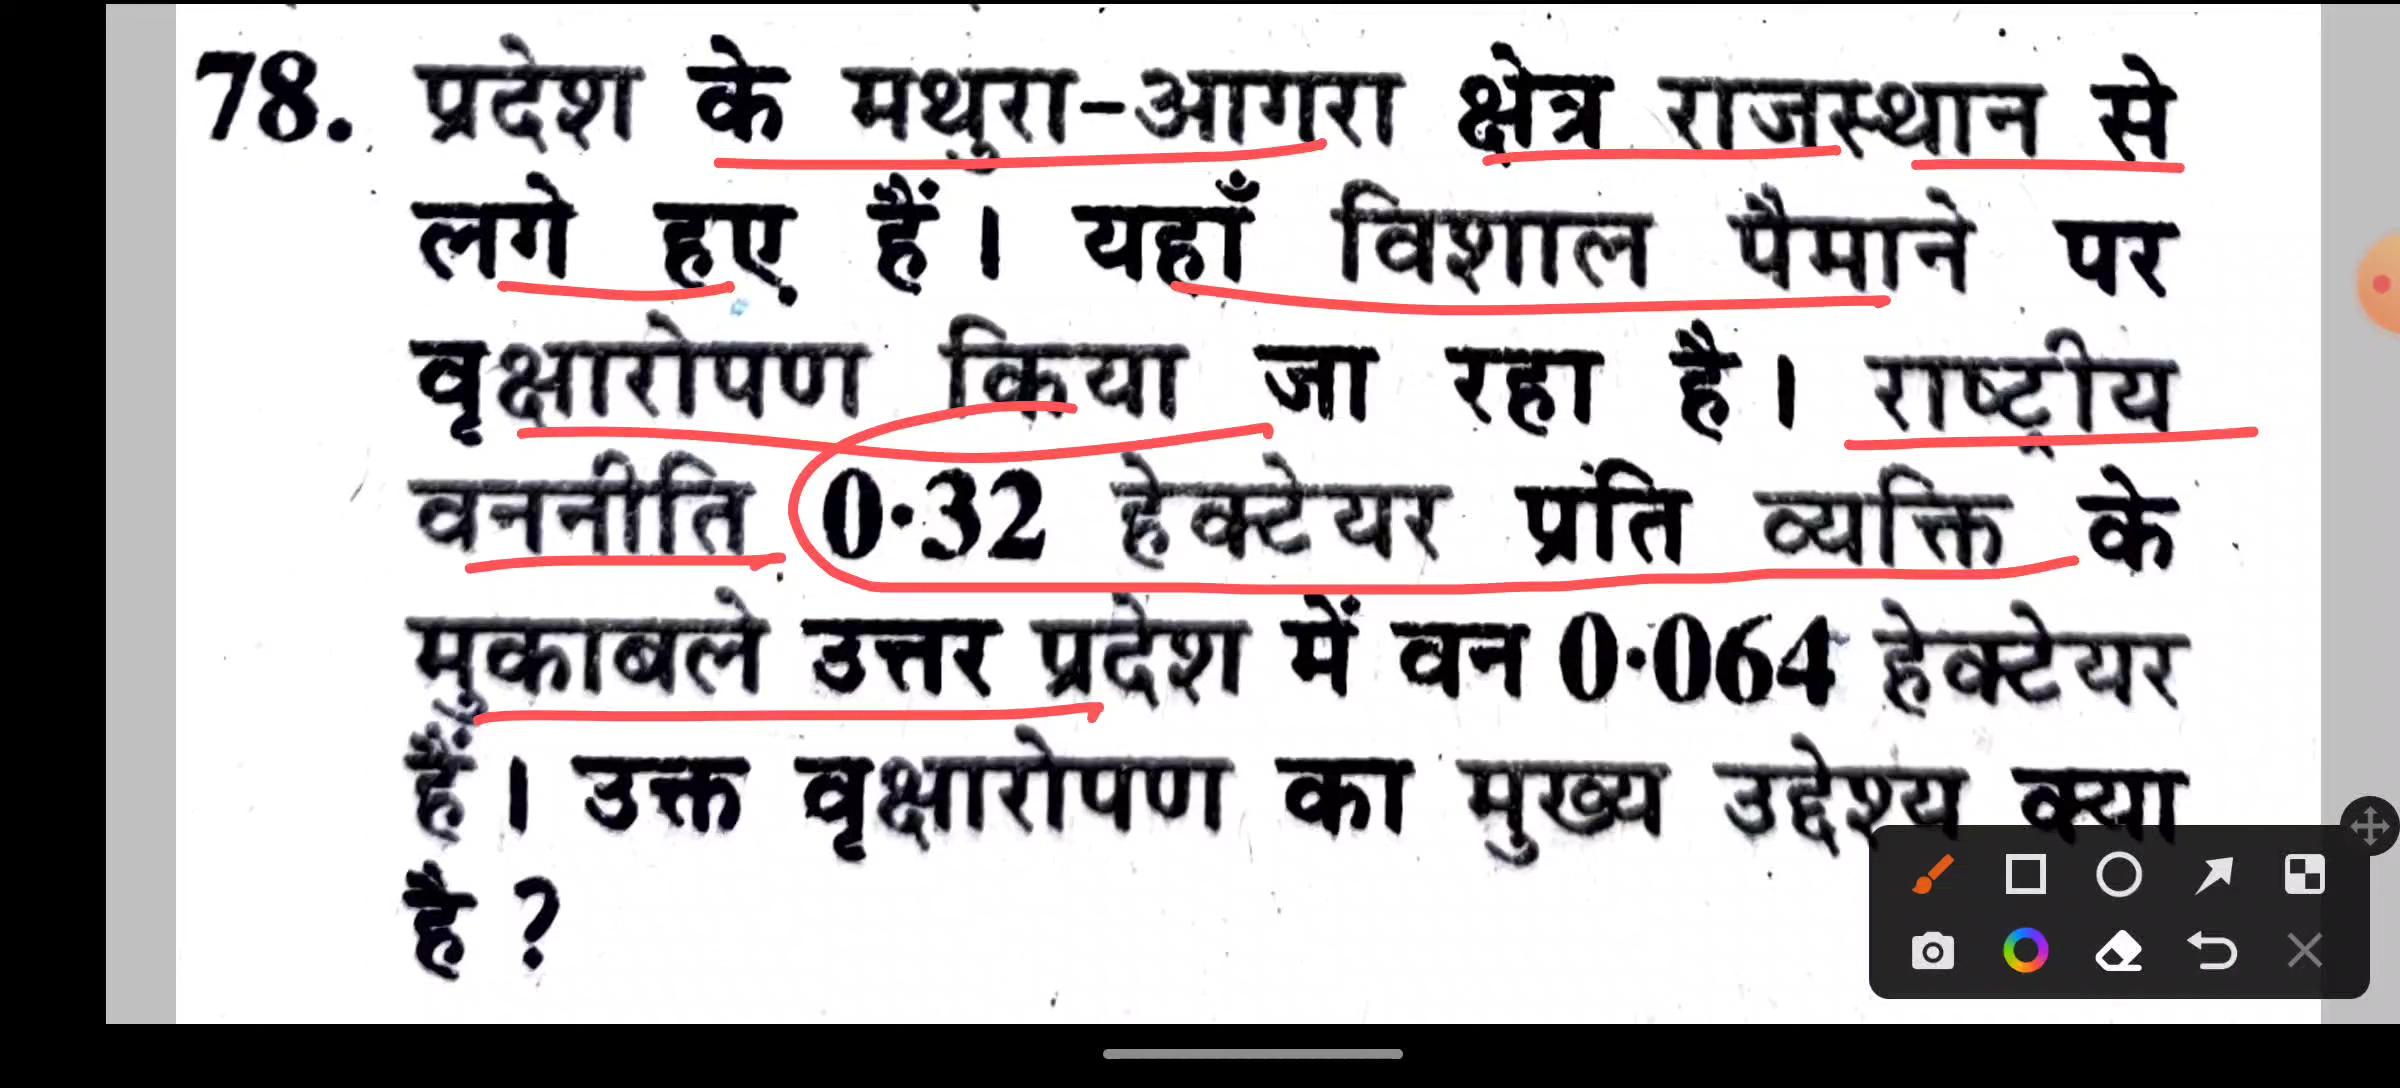 78. प्रदेश के मथुरा-आगरा क्षेत्र राजस्थान से
लगे हुए हैं। यहाँ विशाल पैमाने पर
वृक्षारोपण किया जा रहा है। राष्ट्रीय
वननीति 0·32 हेक्टेयर प्रति व्यक्ति के
मुकाबले उत्तर प्रदेश में वन 0·064 हेक्टेयर
हैं। उक्त वृक्षारोपण का मुख्य उद्देश्य क्या
है ?